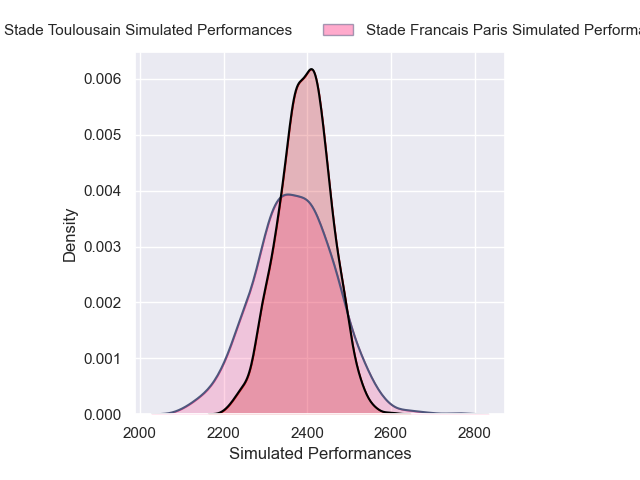 Stade Toulousain Simulated Performances Stade Francais Paris Simulated
0.006
0.005
0.004
0.003
0.002
0.001
0.000
Density
2000 2200 2400 2600 2800
Simulated Performances